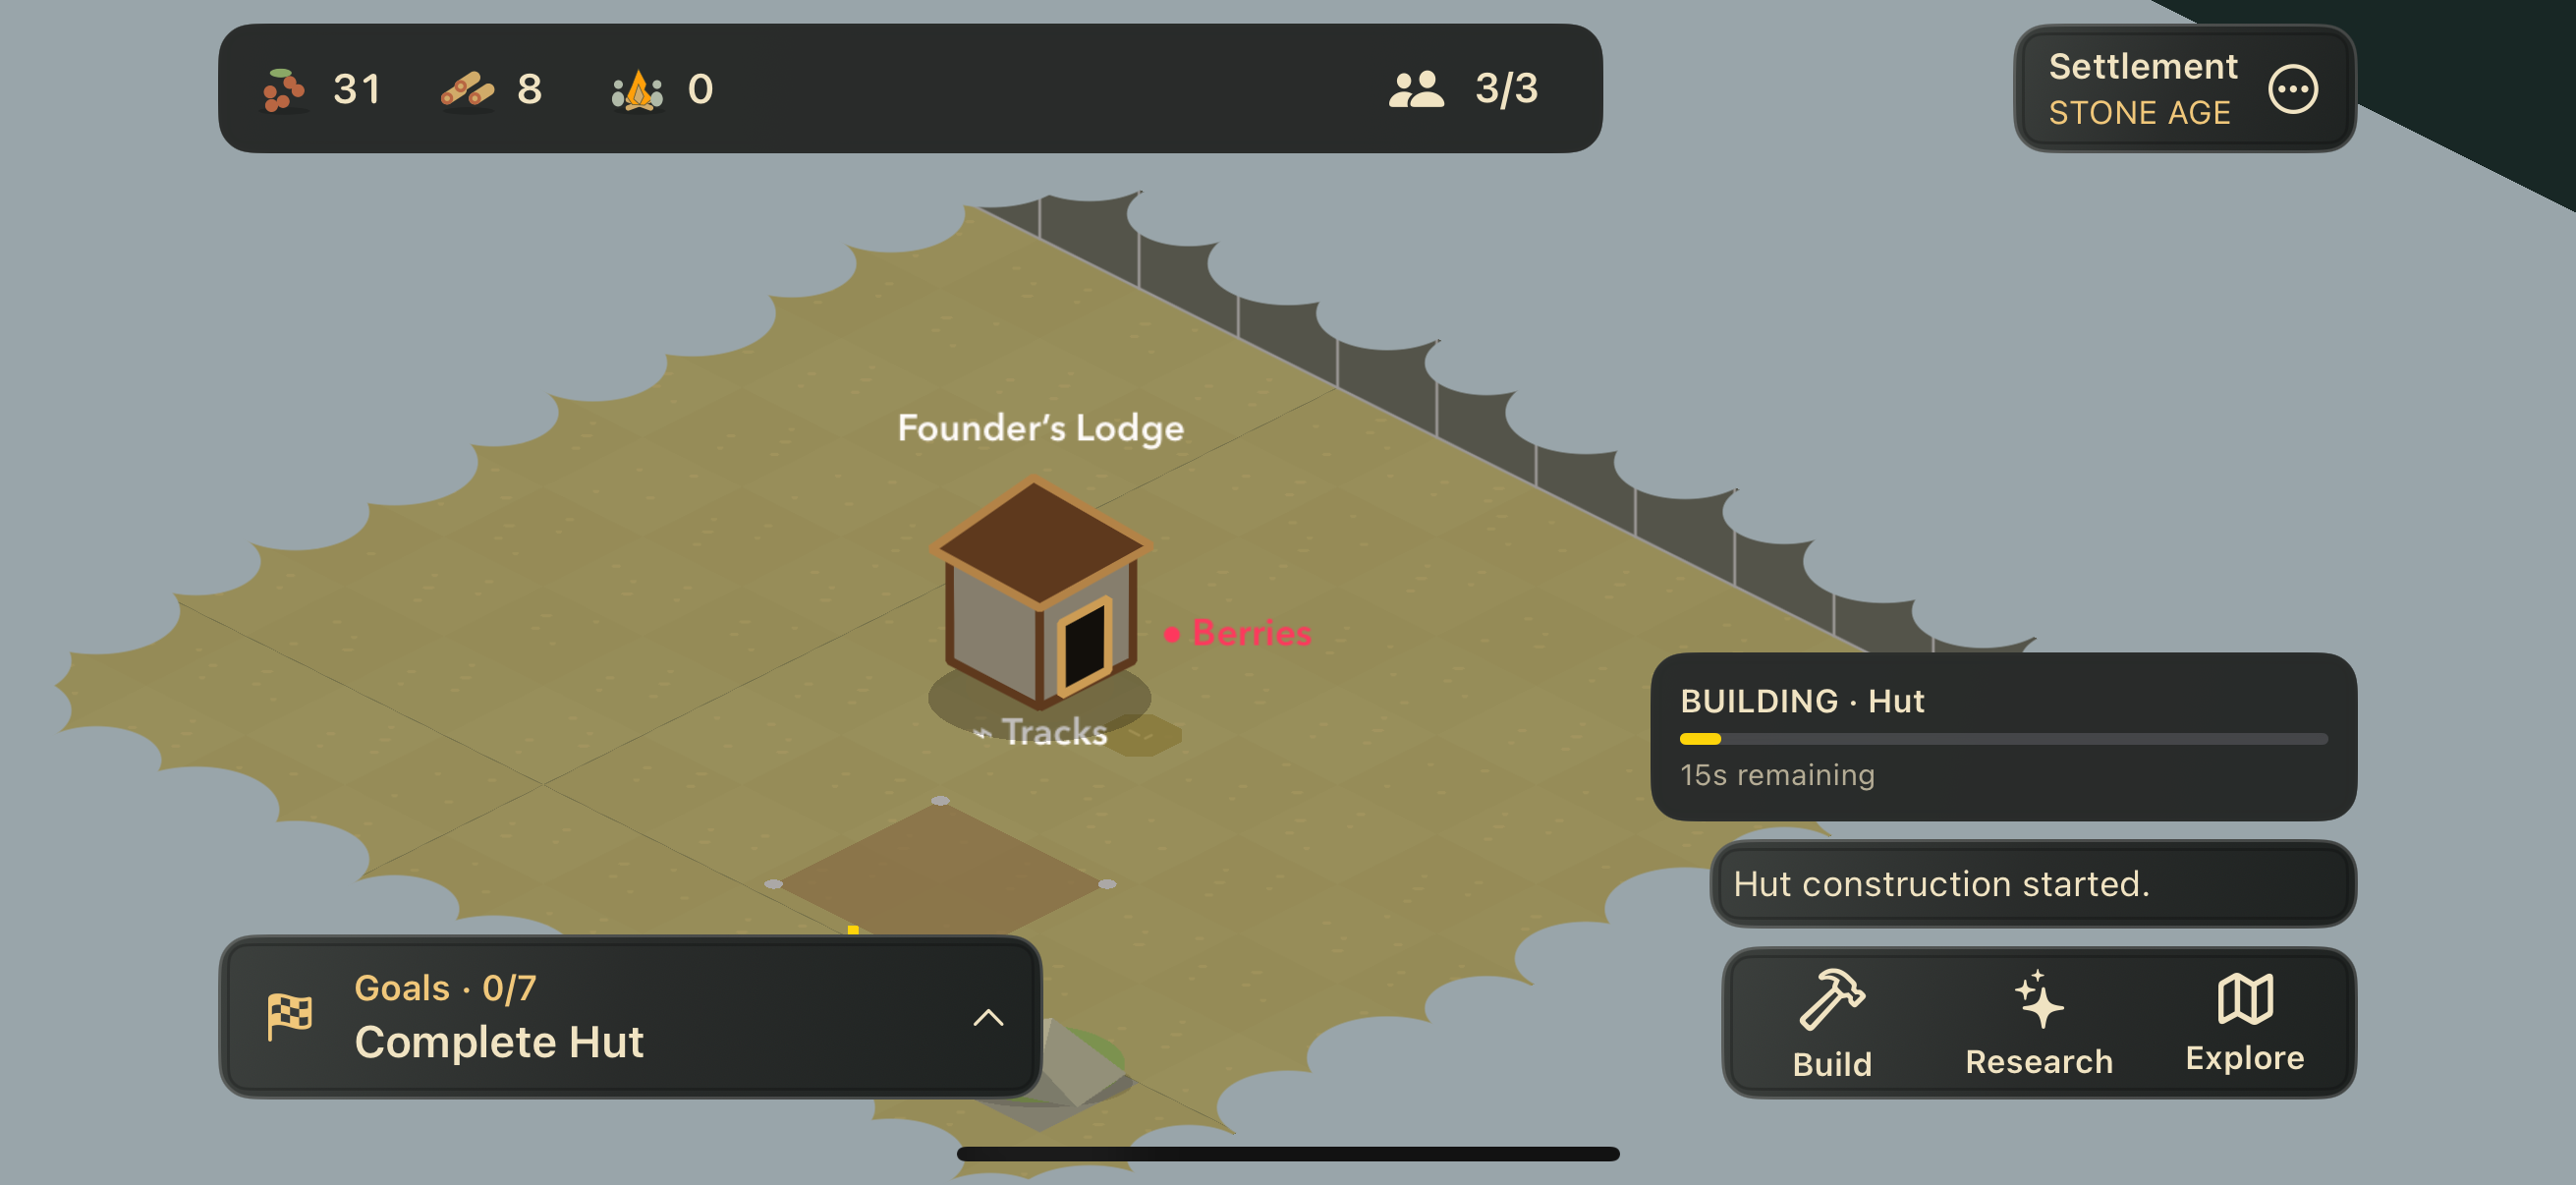 31 8 0 3/3
Settlement
STONE AGE
Founder’s Lodge
• Berries
Tracks
BUILDING · Hut
15s remaining
Hut construction started.
Goals · 0/7
Complete Hut
Build Research Explore